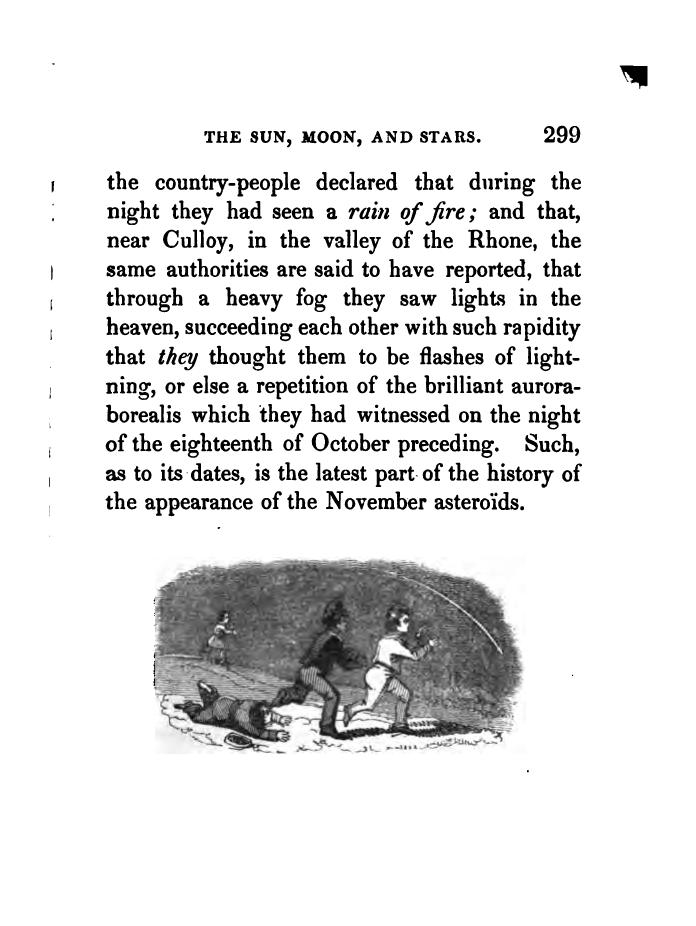 THE SUN, MOON, AND STARS. 299
the country-people declared that during the
night they had seen a rain of fire; and that,
near Culloy, in the valley of the Rhone, the
same authorities are said to have reported, that
through a heavy fog they saw lights in the
heaven, succeeding each other with such rapidity
that they thought them to be flashes of light-
ning, or else a repetition of the brilliant aurora-
borealis which they had witnessed on the night
of the eighteenth of October preceding. Such,
as to its dates, is the latest part of the history of
the appearance of the November asteroïds.